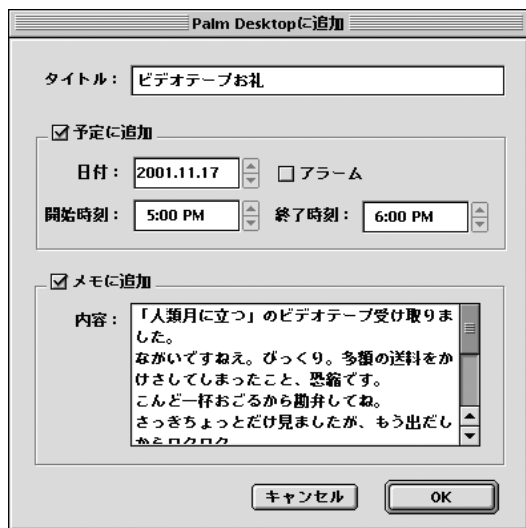 Palm Desktopに追加
タイトル： ビデオテープお礼
予定に追加
日付： 2001.11.17 アラーム
開始時刻： 5:00 PM 終了時刻： 6:00 PM
メモに追加
内容： 「人類月に立つ」のビデオテープ受け取りま
した。
ながいですねえ。びっくり。多額の送料をか
けさしてしまったこと、恐縮です。
こんど一杯おごるから勘弁してね。
さっきちょっとだけ見ましたが、もう出だし
からロクロク
キャンセル OK